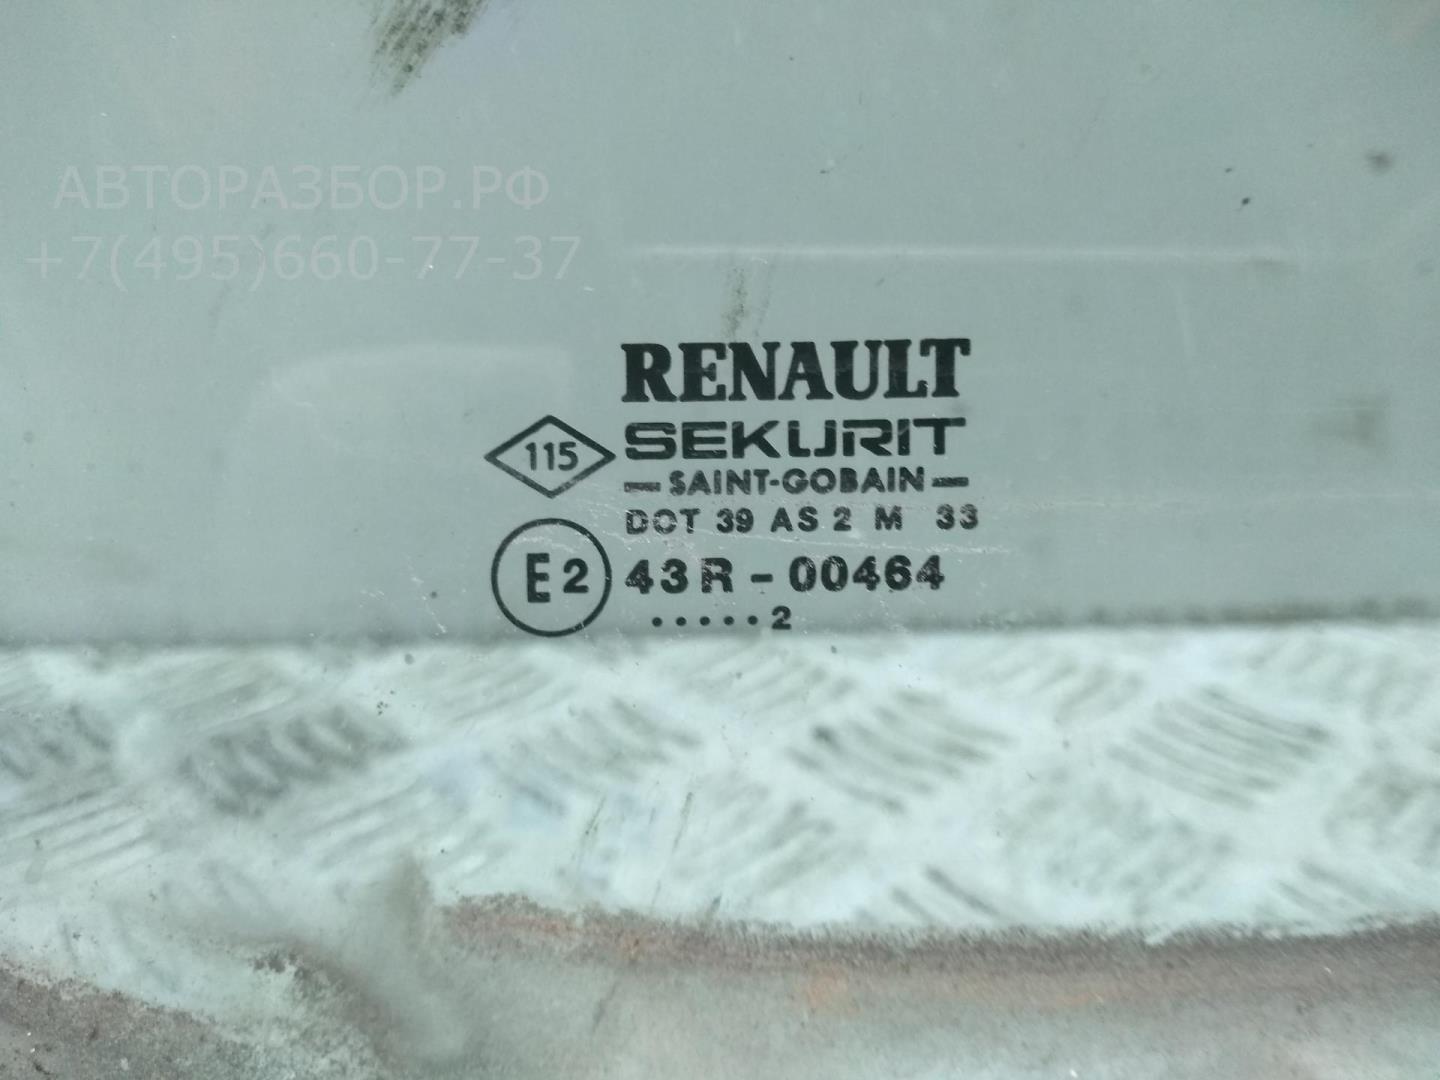 АВТОРАЗБОР.РФ
+7(495)660-77-37
RENAULT
115 SEKURIT
SAINT-GOBAIN
DOT 39 AS 2 M 33
E2 43R-00464
.....2